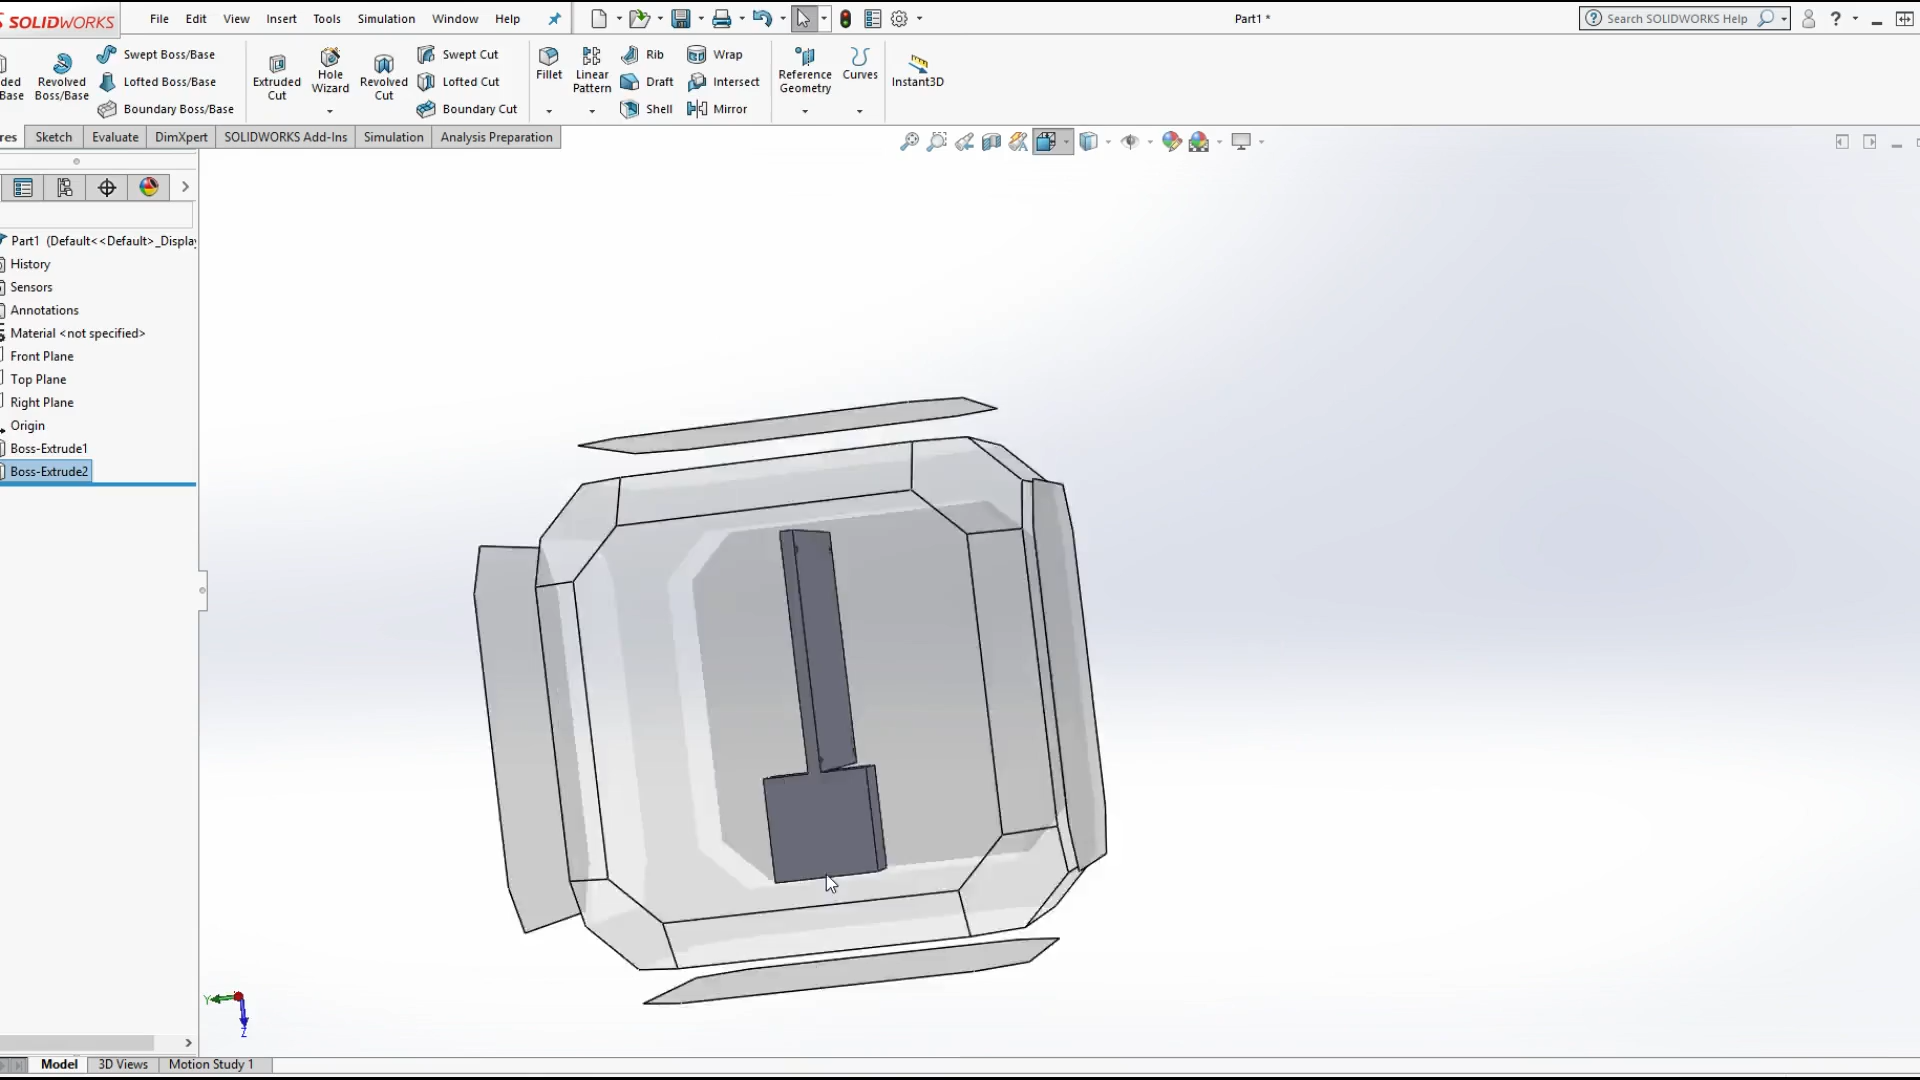 SOLIDWORKS File Edit View Insert Tools Simulation Window Help Part1 * Search SOLIDWORKS Help ?
ded Base
Revolved Boss/Base
Swept Boss/Base
Lofted Boss/Base
Boundary Boss/Base
Extruded Cut
Hole Wizard
Revolved Cut
Swept Cut
Lofted Cut
Boundary Cut
Fillet
Linear Pattern
Rib
Draft
Shell
Wrap
Intersect
Mirror
Reference Geometry
Curves
Instant3D
res Sketch Evaluate DimXpert SOLIDWORKS Add-Ins Simulation Analysis Preparation
Part1 (Default<<Default>_Display
History
Sensors
Annotations
Material <not specified>
Front Plane
Top Plane
Right Plane
Origin
Boss-Extrude1
Boss-Extrude2
Y
Z
Model 3D Views Motion Study 1